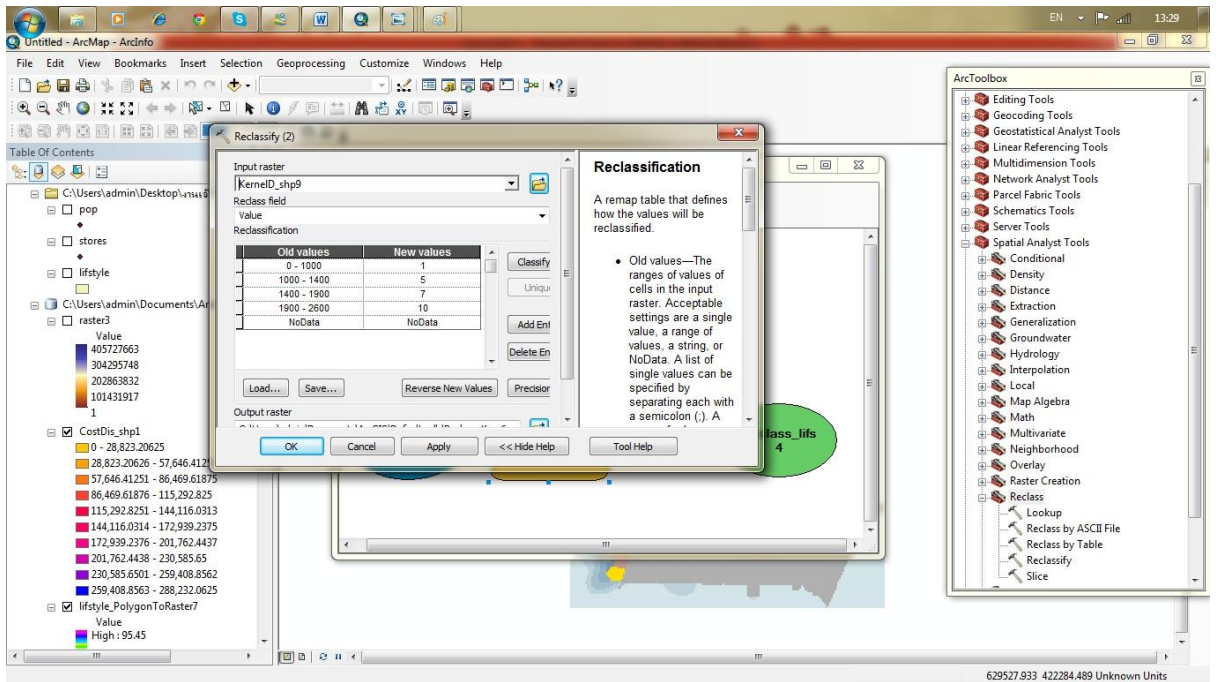 EN
13:29
Untitled - ArcMap - ArcInfo
File Edit View Bookmarks Insert Selection Geoprocessing Customize Windows Help
Table Of Contents
C:\Users\admin\Desktop\
pop
stores
lifstyle
C:\Users\admin\Documents\Ar
raster3
Value
405727663
304295748
202863832
101431917
1
CostDis_shp1
0 - 28,823.20625
28,823.20626 - 57,646.412
57,646.41251 - 86,469.61875
86,469.61876 - 115,292.825
115,292.8251 - 144,116.0313
144,116.0314 - 172,939.2375
172,939.2376 - 201,762.4437
201,762.4438 - 230,585.65
230,585.6501 - 259,408.8562
259,408.8563 - 288,232.0625
lifstyle_PolygonToRaster7
Value
High : 95.45
Reclassify (2)
Input raster
KernelD_shp9
Reclass field
Value
Reclassification
Old values New values
0 - 1000 1
1000 - 1400 5
1400 - 1900 7
1900 - 2600 10
NoData NoData
Classify
Uniqu
Add Ent
Delete En
Load... Save... Reverse New Values Precision
Output raster
OK Cancel Apply << Hide Help Tool Help
Reclassification
A remap table that defines
how the values will be
reclassified.
• Old values—The
ranges of values of
cells in the input
raster. Acceptable
settings are a single
value, a range of
values, a string, or
NoData. A list of
single values can be
specified by
separating each with
a semicolon (;). A
lass_lifs
4
ArcToolbox
Editing Tools
Geocoding Tools
Geostatistical Analyst Tools
Linear Referencing Tools
Multidimension Tools
Network Analyst Tools
Parcel Fabric Tools
Schematics Tools
Server Tools
Spatial Analyst Tools
Conditional
Density
Distance
Extraction
Generalization
Groundwater
Hydrology
Interpolation
Local
Map Algebra
Math
Multivariate
Neighborhood
Overlay
Raster Creation
Reclass
Lookup
Reclass by ASCII File
Reclass by Table
Reclassify
Slice
629527.933 422284.489 Unknown Units